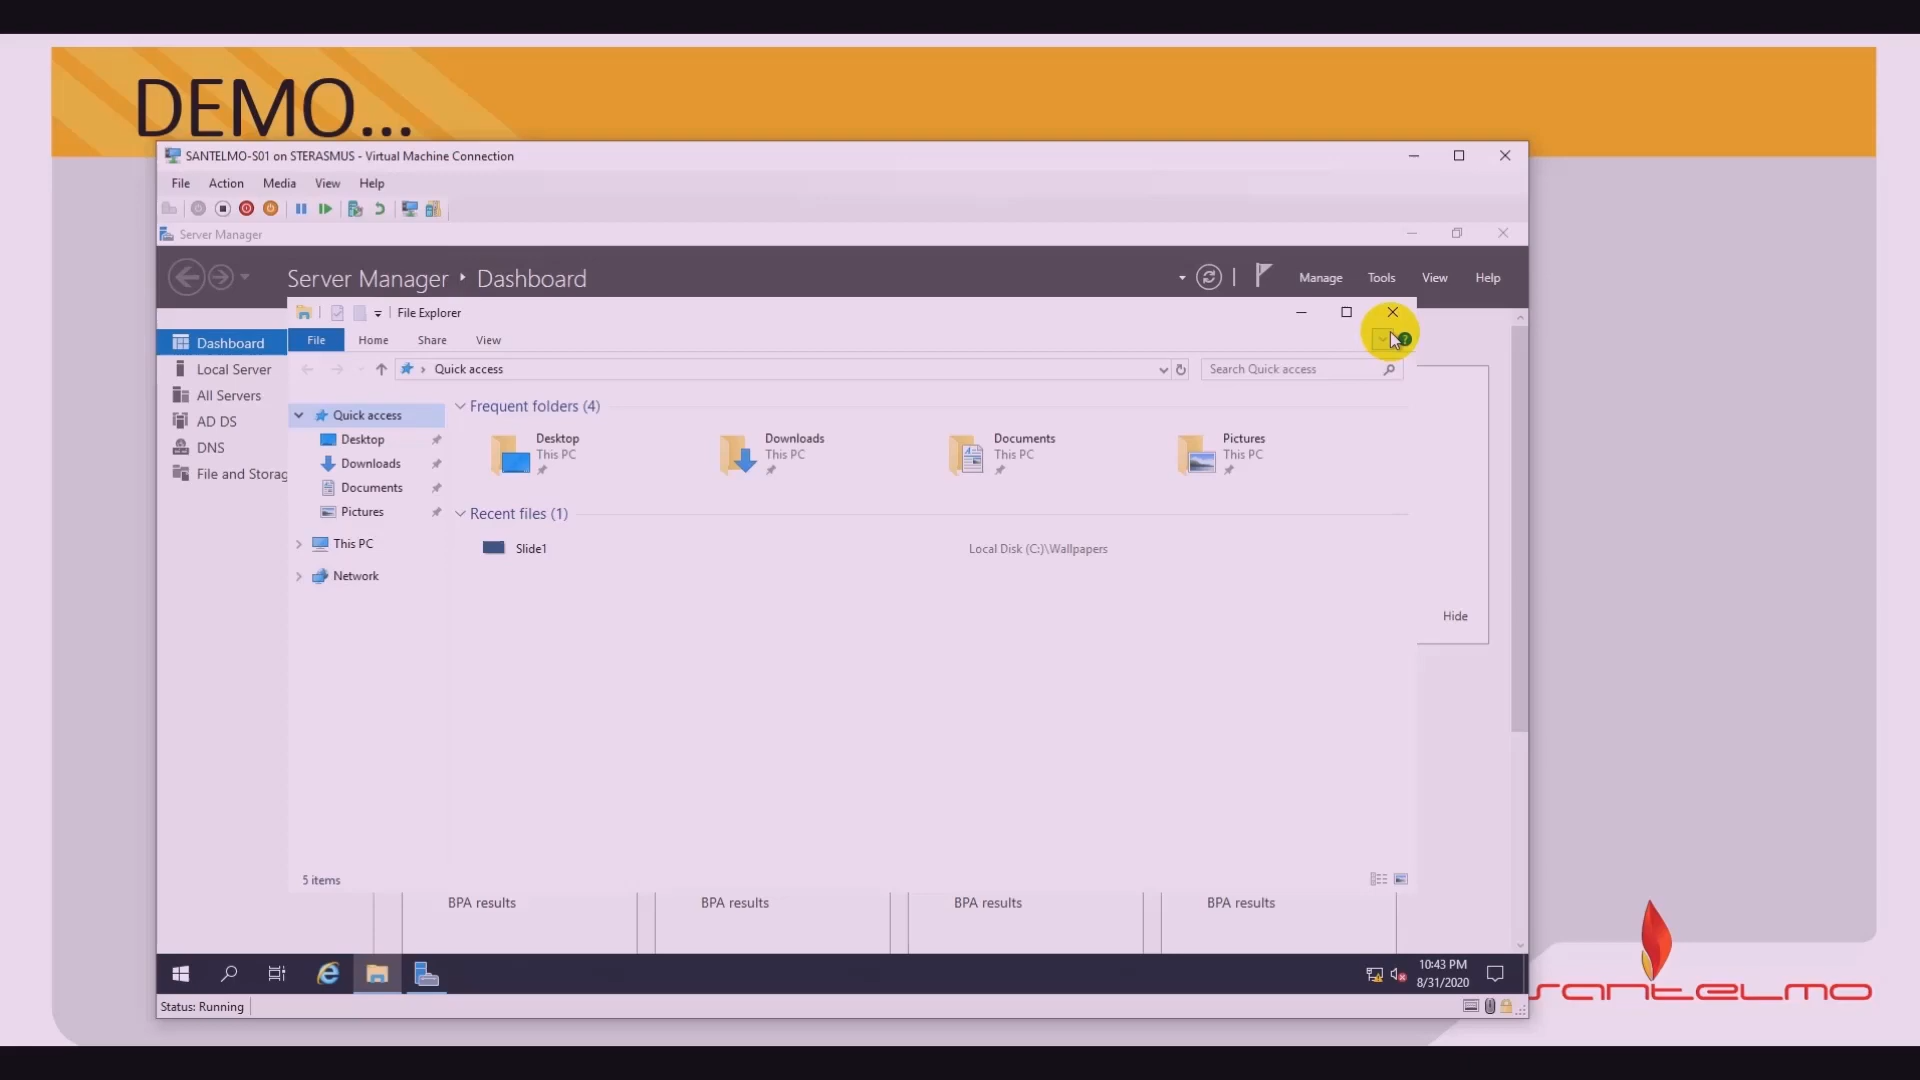 DEMO...
SANTELMO-S01 on STERASMUS - Virtual Machine Connection
File Action Media View Help
Server Manager
Server Manager Dashboard
Manage Tools View Help
File Explorer
File Home Share View
Quick access
Search Quick access
Dashboard
Local Server
All Servers
AD DS
DNS
File and Storag
Quick access
Desktop
Downloads
Documents
Pictures
This PC
Network
Frequent folders (4)
Desktop
This PC
Downloads
This PC
Documents
This PC
Pictures
This PC
Recent files (1)
Slide1 Local Disk (C:)\Wallpapers
Hide
5 items
BPA results BPA results BPA results BPA results
10:43 PM
8/31/2020
Status: Running
santelmo